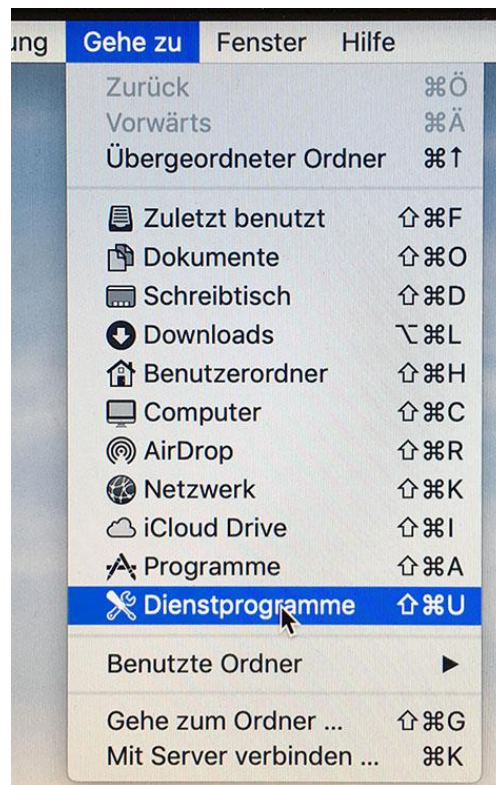 ung Gehe zu Fenster Hilfe
Zurück ⌘Ö
Vorwärts ⌘Ä
Übergeordneter Ordner ⌘↑
Zuletzt benutzt ⇧⌘F
Dokumente ⇧⌘O
Schreibtisch ⇧⌘D
Downloads ⌥⌘L
Benutzerordner ⇧⌘H
Computer ⇧⌘C
AirDrop ⇧⌘R
Netzwerk ⇧⌘K
iCloud Drive ⇧⌘I
Programme ⇧⌘A
Dienstprogramme ⇧⌘U
Benutzte Ordner ▶
Gehe zum Ordner ... ⇧⌘G
Mit Server verbinden ... ⌘K